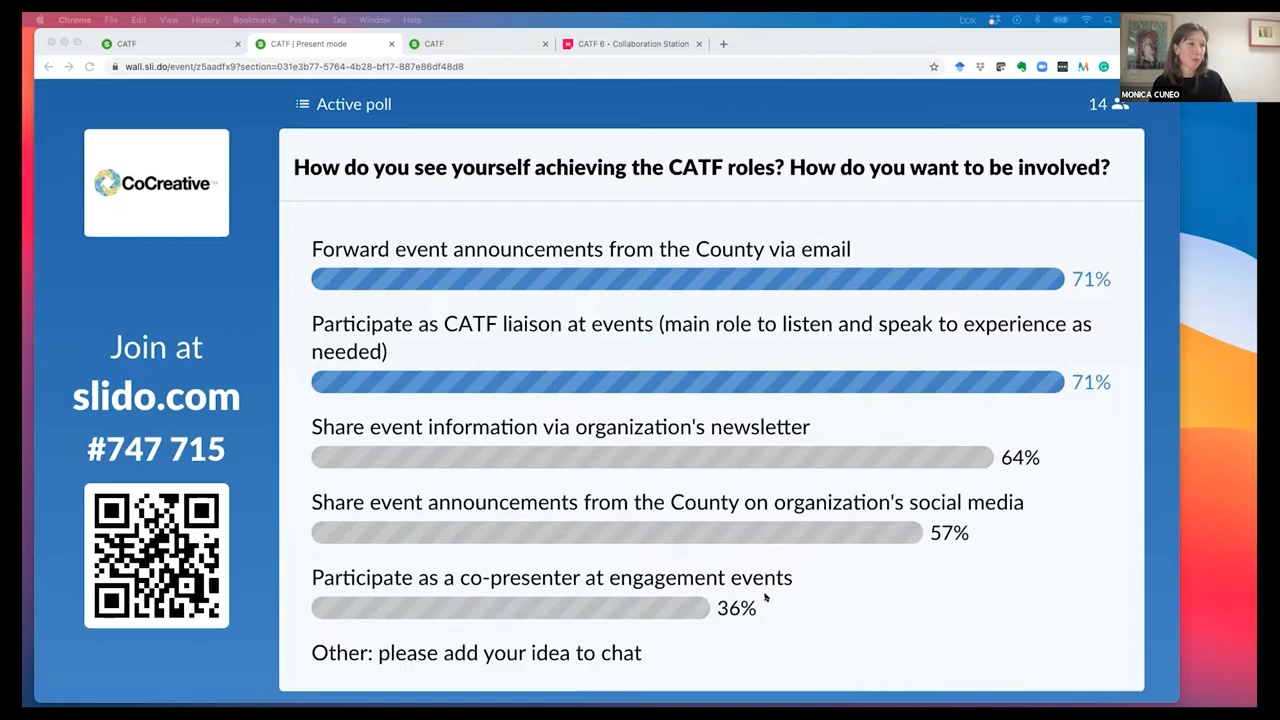 Chrome File Edit View History Bookmarks Profiles Tab Window Help
box
CATF
CATF | Present mode
CATF
CATF 6 • Collaboration Station
wall.sli.do/event/z5aadfx9?section=031e3b77-5764-4b28-bf17-887e86df48d8
MONICA CUNEO
Active poll
14
CoCreative
How do you see yourself achieving the CATF roles? How do you want to be involved?
Forward event announcements from the County via email
71%
Participate as CATF liaison at events (main role to listen and speak to experience as
needed)
71%
Share event information via organization's newsletter
64%
Share event announcements from the County on organization's social media
57%
Participate as a co-presenter at engagement events
36%
Other: please add your idea to chat
Join at
slido.com
#747 715